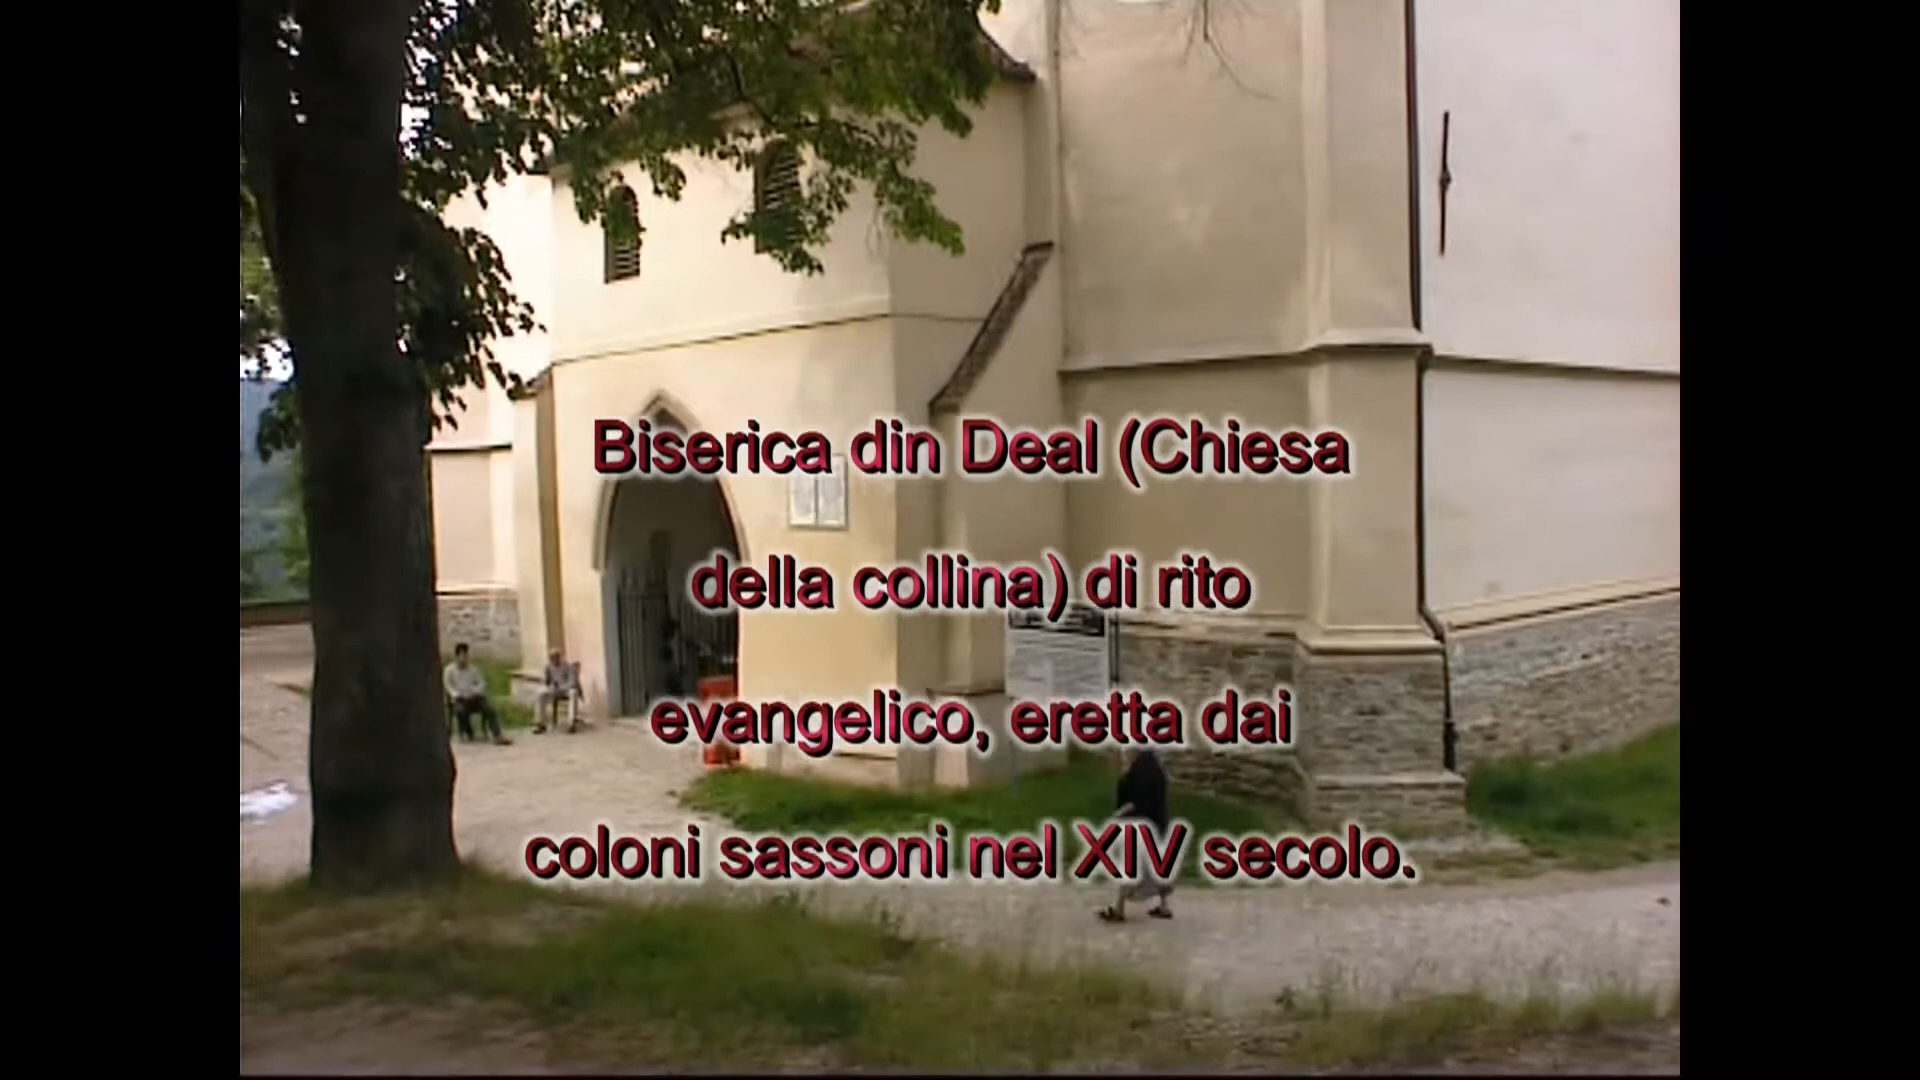 Biserica din Deal (Chiesa
della collina) di rito
evangelico, eretta dai
coloni sassoni nel XIV secolo.